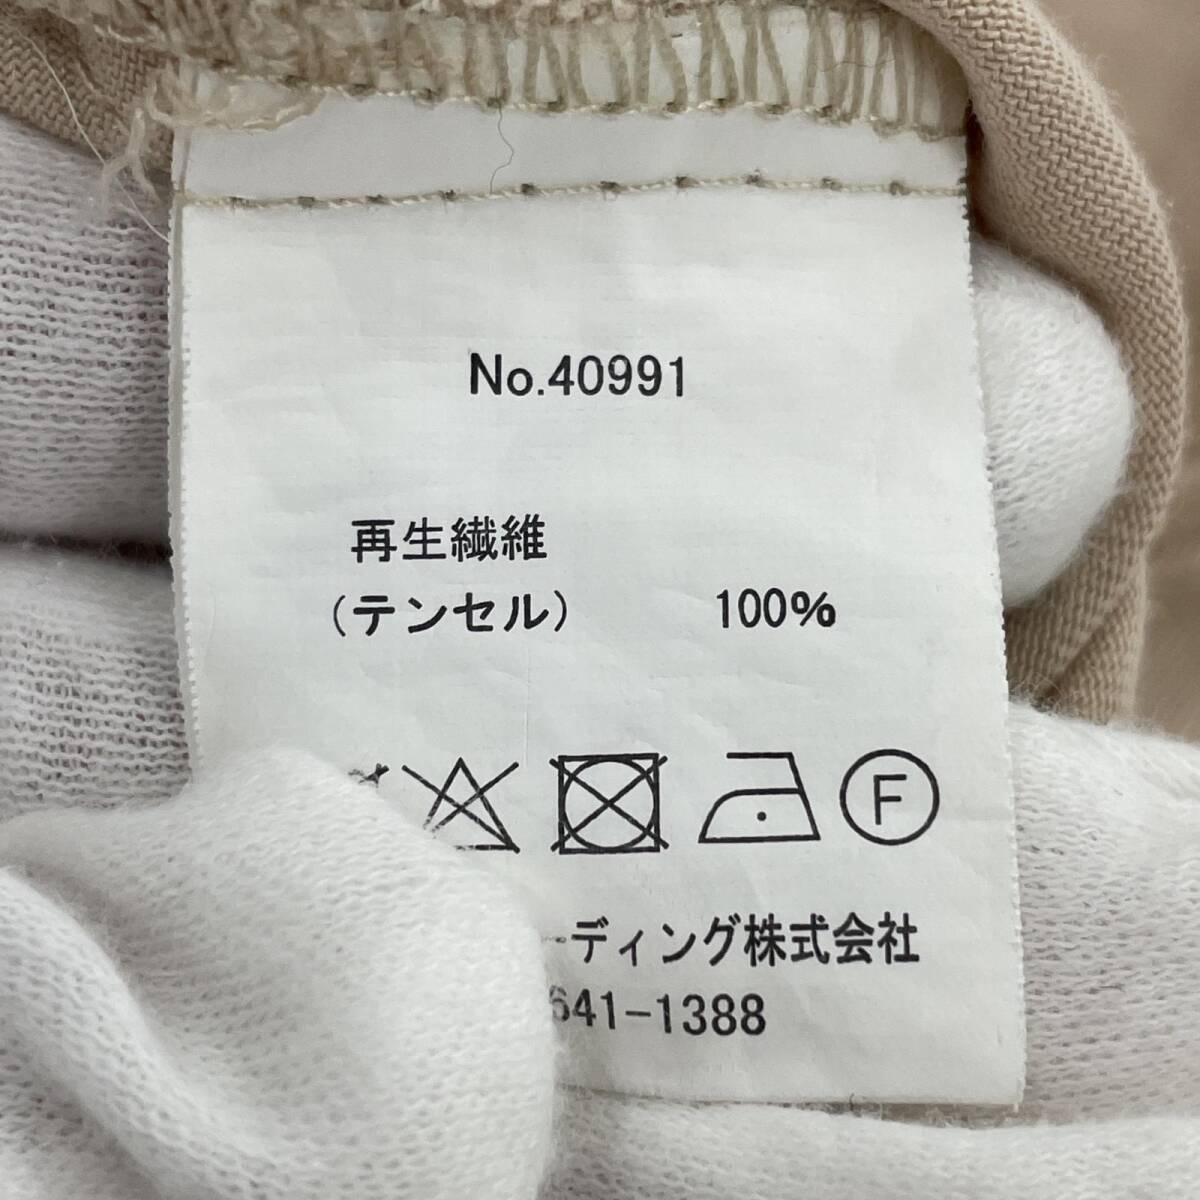 No.40991
再生繊維
(テンセル) 100%
F
ーディング株式会社
641-1388